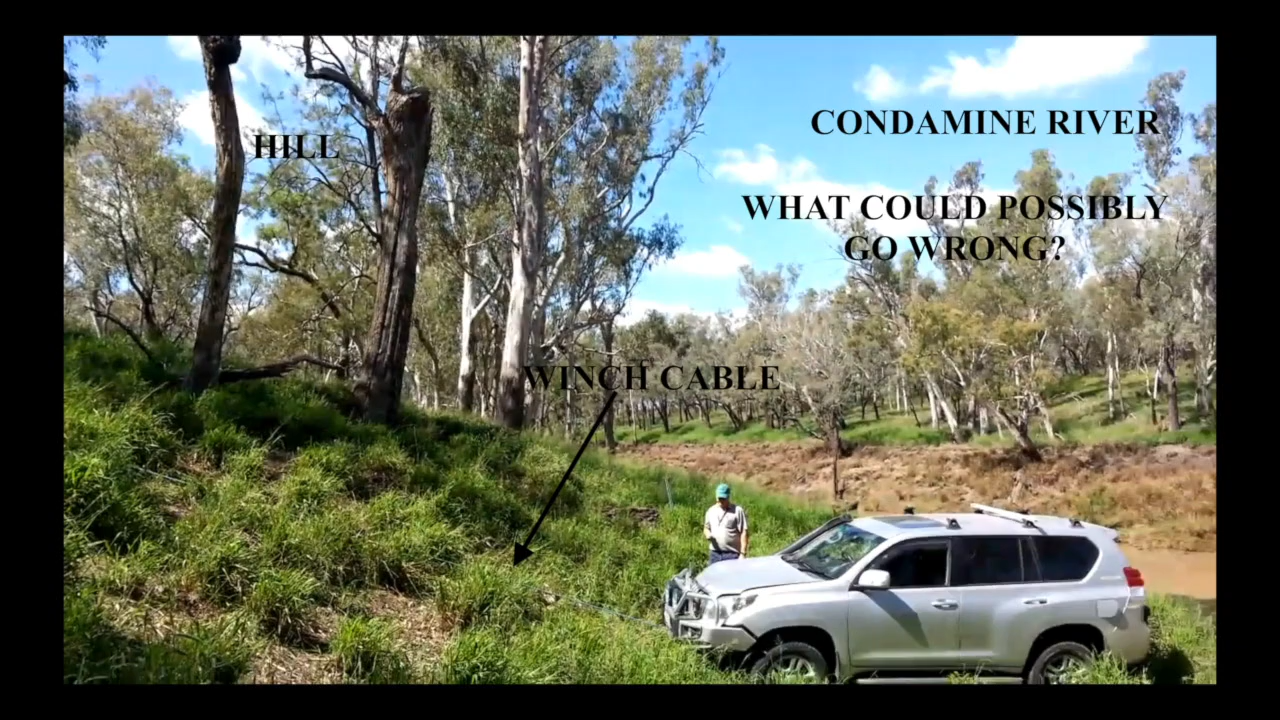 HILL
CONDAMINE RIVER
WHAT COULD POSSIBLY
GO WRONG?
WINCH CABLE